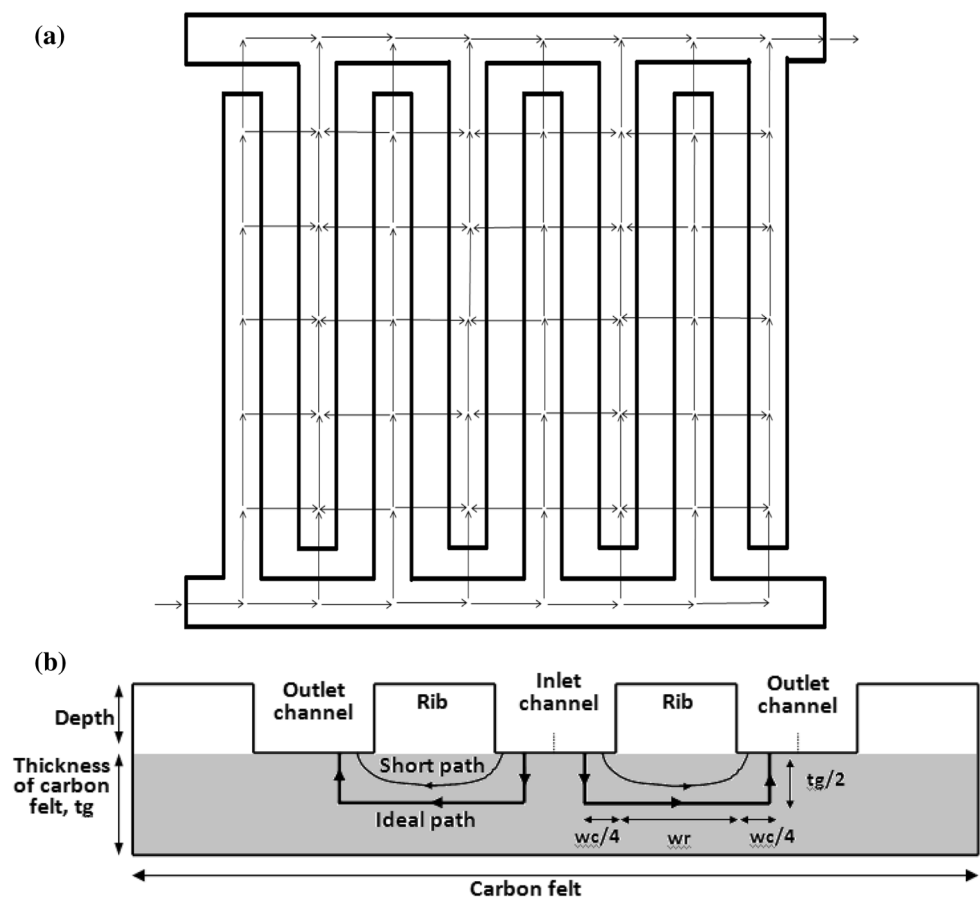 (a)
(b)
Depth
Outlet
channel
Rib
Inlet
channel
Rib
Outlet
channel
Thickness
of carbon
felt, tg
Short path
Ideal path
tg/2
wc/4
wr
wc/4
Carbon felt